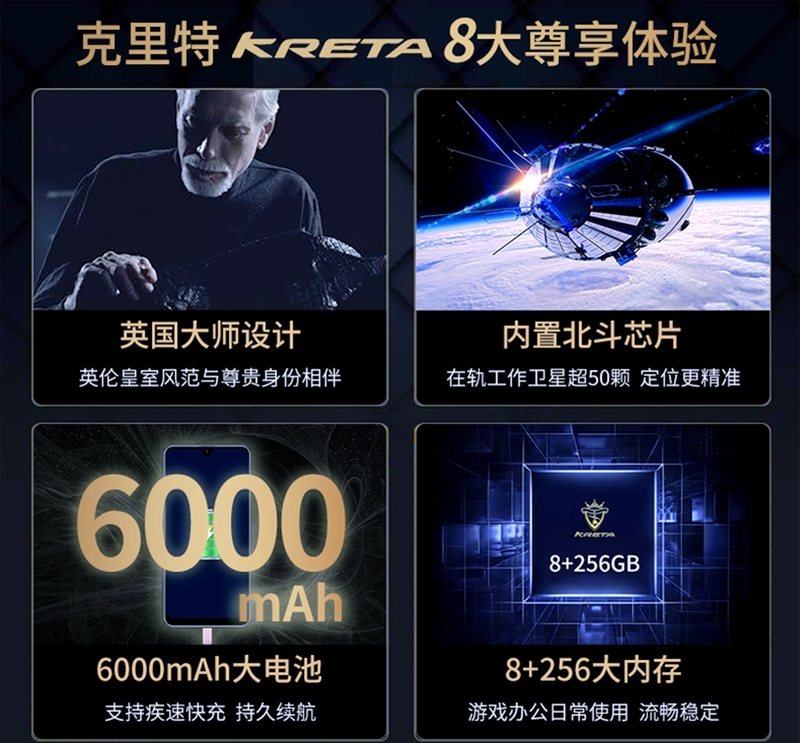 克里特 KRETA 8大尊享体验
英国大师设计
英伦皇室风范与尊贵身份相伴
内置北斗芯片
在轨工作卫星超50颗 定位更精准
6000
mAh
6000mAh大电池
支持疾速快充 持久续航
KRETA
8+256GB
8+256大内存
游戏办公日常使用 流畅稳定